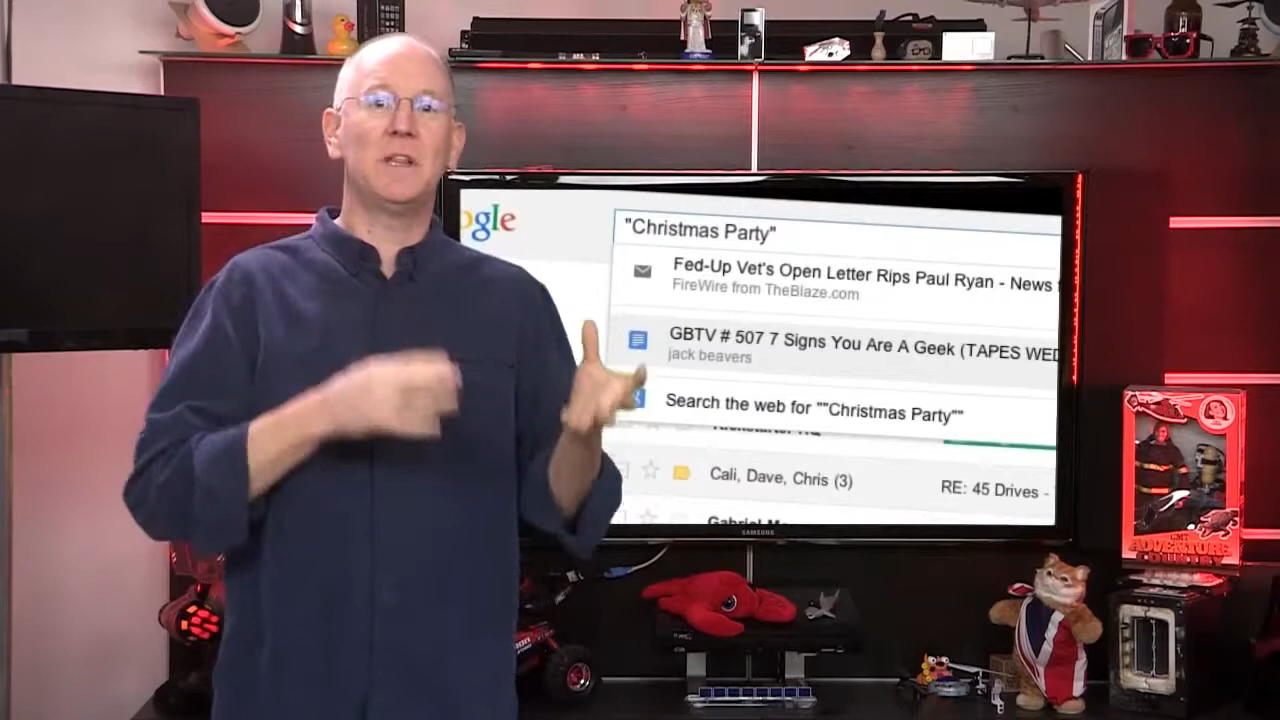 ogle
"Christmas Party"
Fed-Up Vet's Open Letter Rips Paul Ryan - News
FireWire from TheBlaze.com
GBTV # 507 7 Signs You Are A Geek (TAPES WED
jack beavers
Search the web for ""Christmas Party""
Cali, Dave, Chris (3)
RE: 45 Drives -
SAMSUNG
ADVENTURE
COUNTRY